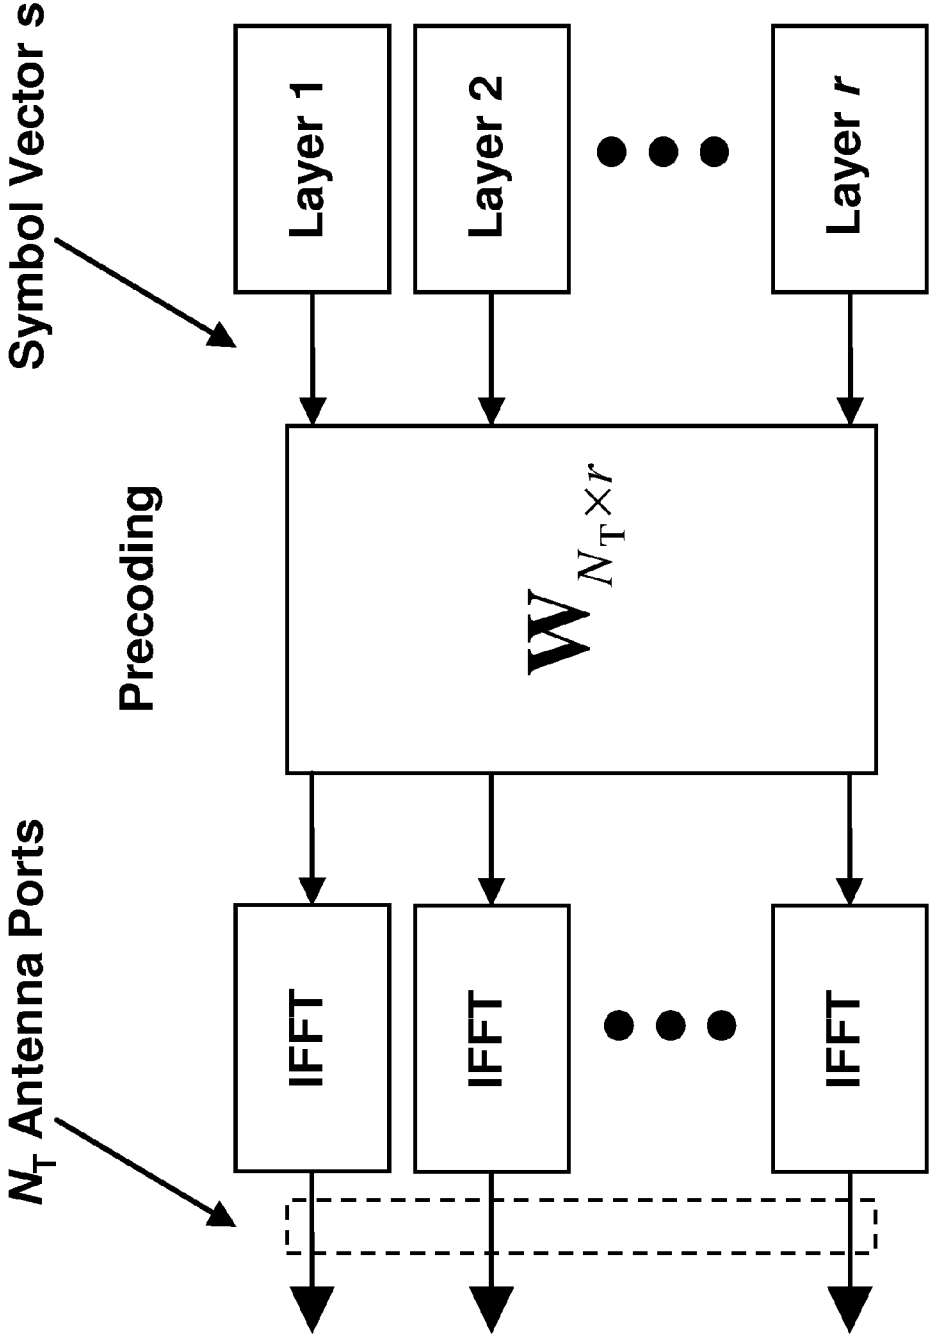 Symbol Vector s
Layer 1
Layer 2
Layer r
Precoding
W_{N_T×r}
N_T Antenna Ports
IFFT
IFFT
IFFT